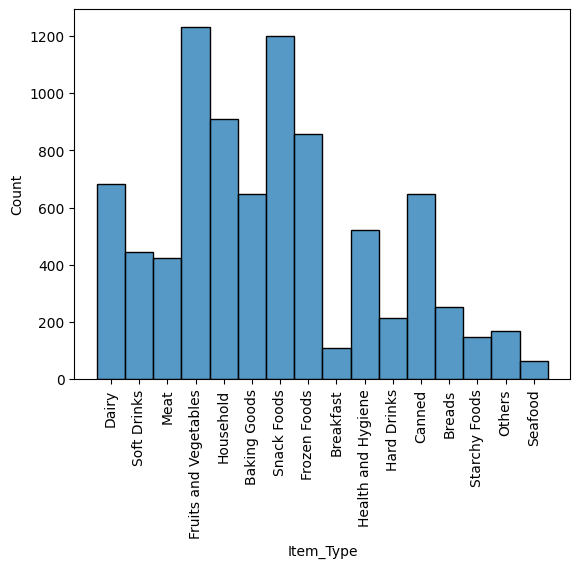 Count
1200
1000
800
600
400
200
0
Dairy
Soft Drinks
Meat
Fruits and Vegetables
Household
Baking Goods
Snack Foods
Frozen Foods
Breakfast
Health and Hygiene
Hard Drinks
Canned
Breads
Starchy Foods
Others
Seafood
Item_Type